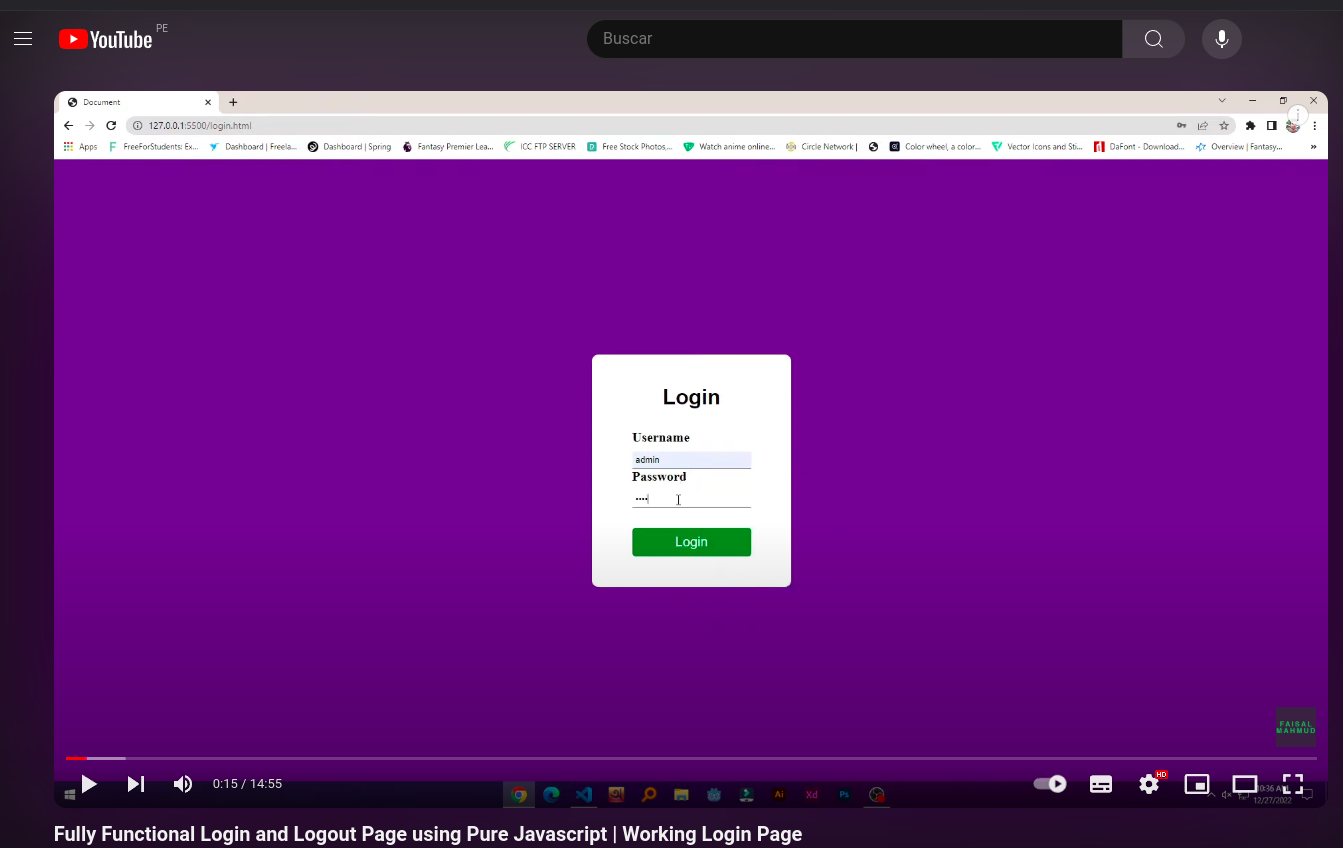 YouTube PE
Buscar
Document
127.0.0.1:5500/login.html
Apps FreeForStudents: Ex... Dashboard | Freela... Dashboard | Spring Fantasy Premier Lea... ICC FTP SERVER Free Stock Photos,... Watch anime online... Circle Network | Color wheel, a color... Vector Icons and Sti... DaFont - Download... Overview | Fantasy... »
Login
Username
admin
Password
Login
FAISAL
MAHMUD
0:15 / 14:55
HD
Ai Xd Ps
12/27/2022
Fully Functional Login and Logout Page using Pure Javascript | Working Login Page